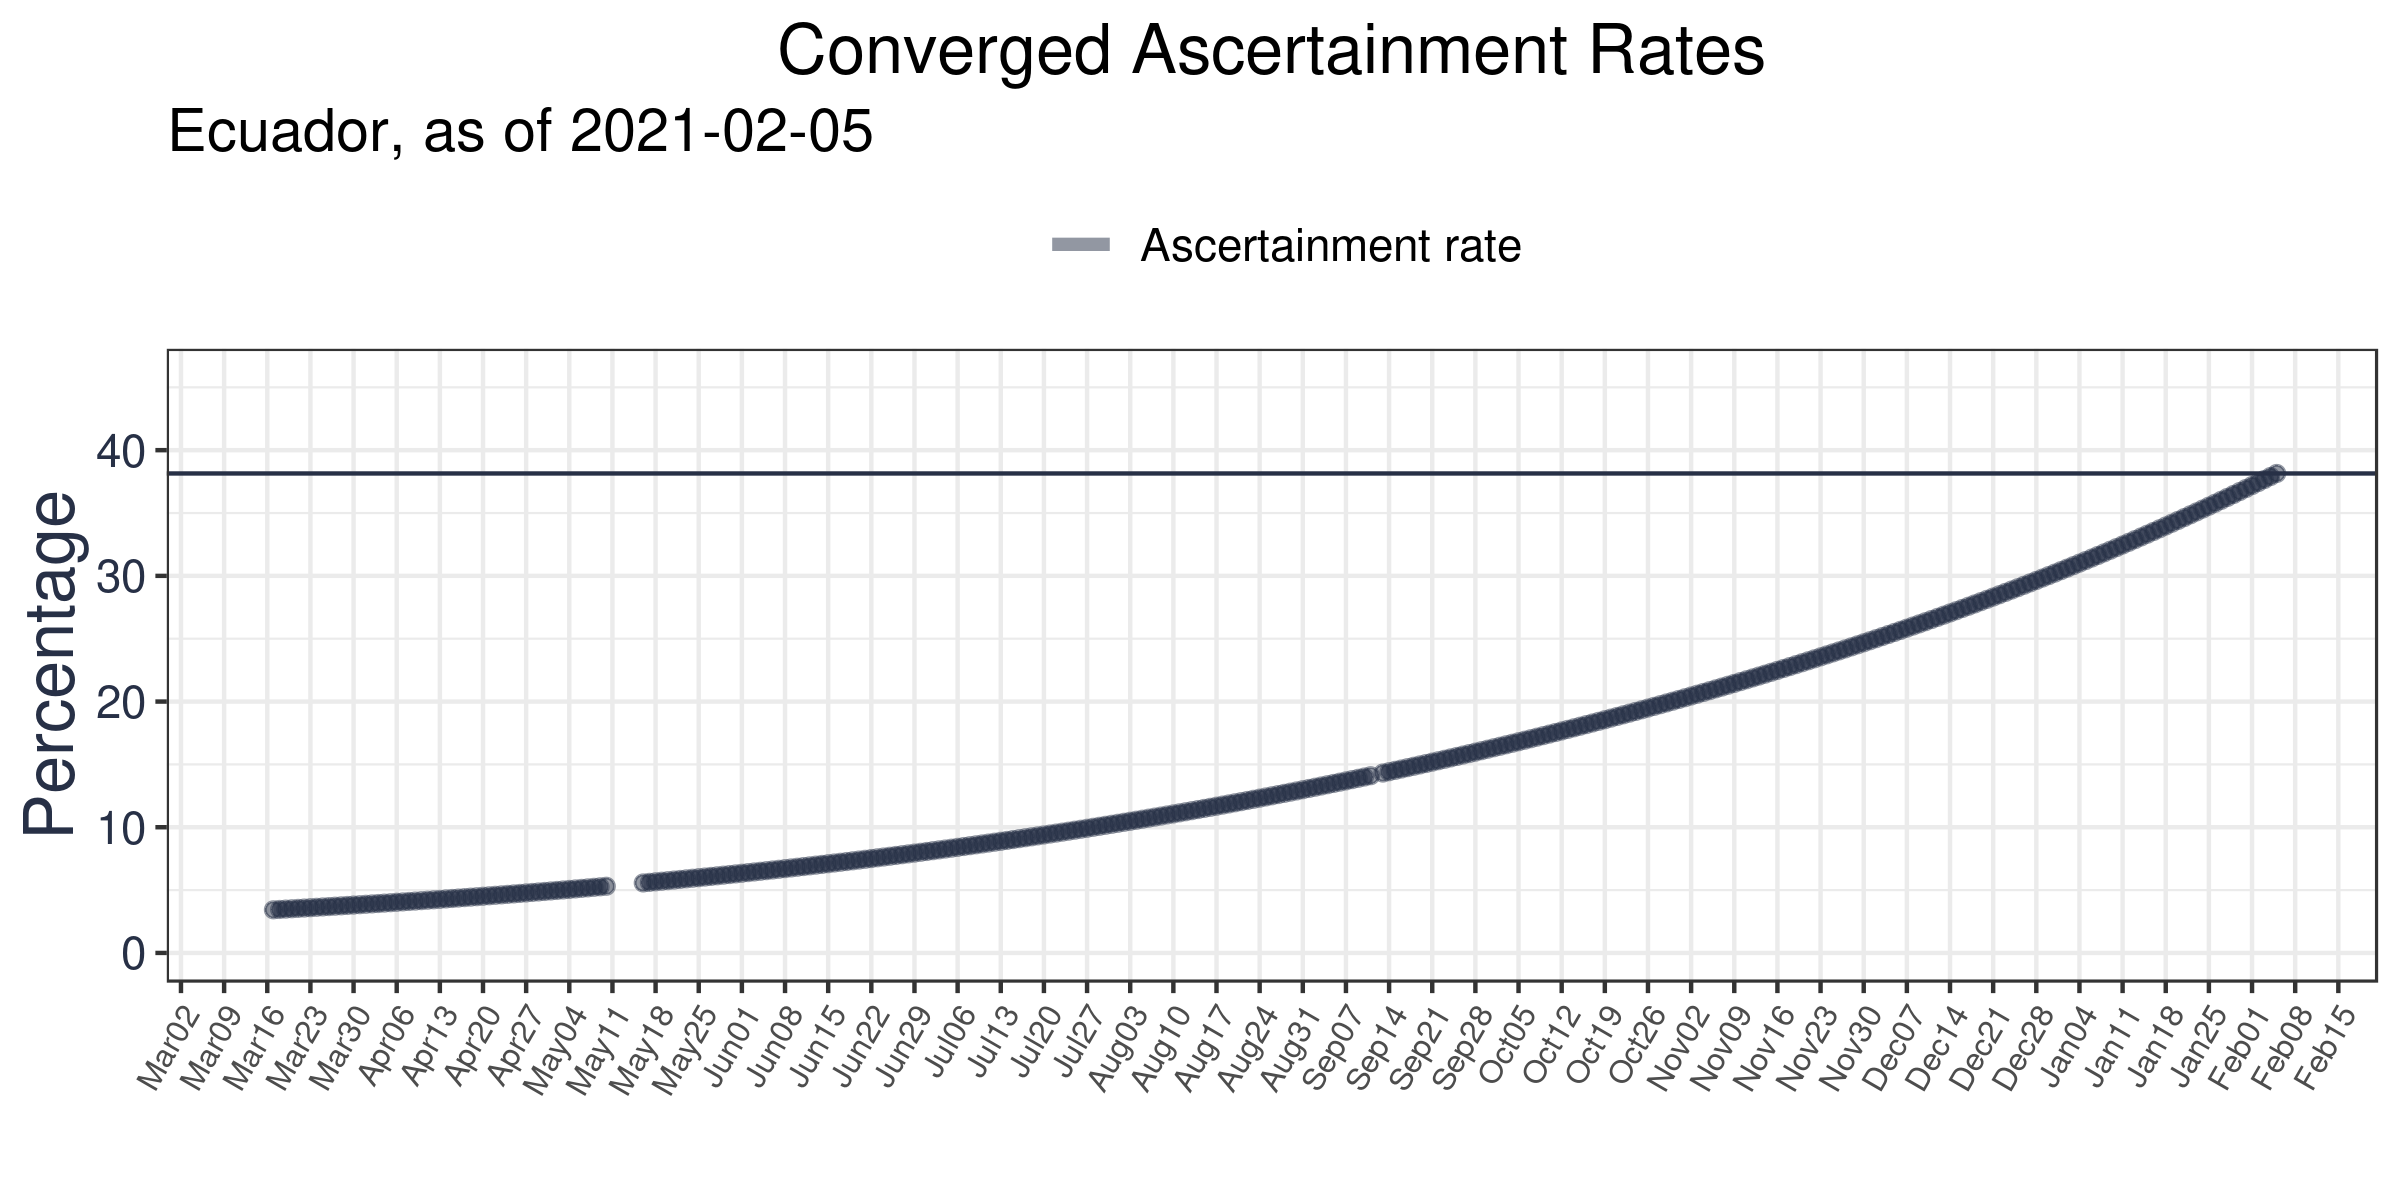 Converged Ascertainment Rates
Ecuador, as of 2021-02-05
Ascertainment rate
Percentage
40
30
20
10
0
Mar02 Mar09 Mar16 Mar23 Mar30 Apr06 Apr13 Apr20 Apr27 May04 May11 May18 May25 Jun01 Jun08 Jun15 Jun22 Jun29 Jul06 Jul13 Jul20 Jul27 Aug03 Aug10 Aug17 Aug24 Aug31 Sep07 Sep14 Sep21 Sep28 Oct05 Oct12 Oct19 Oct26 Nov02 Nov09 Nov16 Nov23 Nov30 Dec07 Dec14 Dec21 Dec28 Jan04 Jan11 Jan18 Jan25 Feb01 Feb08 Feb15